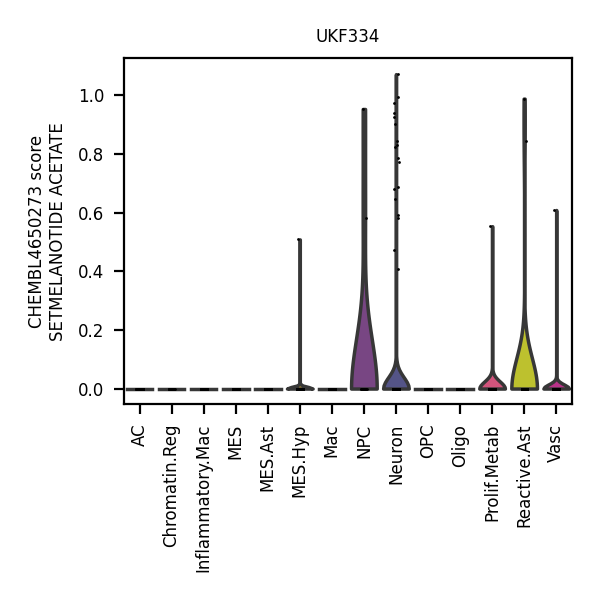 UKF334
CHEMBL4650273 score
SETMELANOTIDE ACETATE
1.0
0.8
0.6
0.4
0.2
0.0
AC
Chromatin.Reg
Inflammatory.Mac
MES
MES.Ast
MES.Hyp
Mac
NPC
Neuron
OPC
Oligo
Prolif.Metab
Reactive.Ast
Vasc